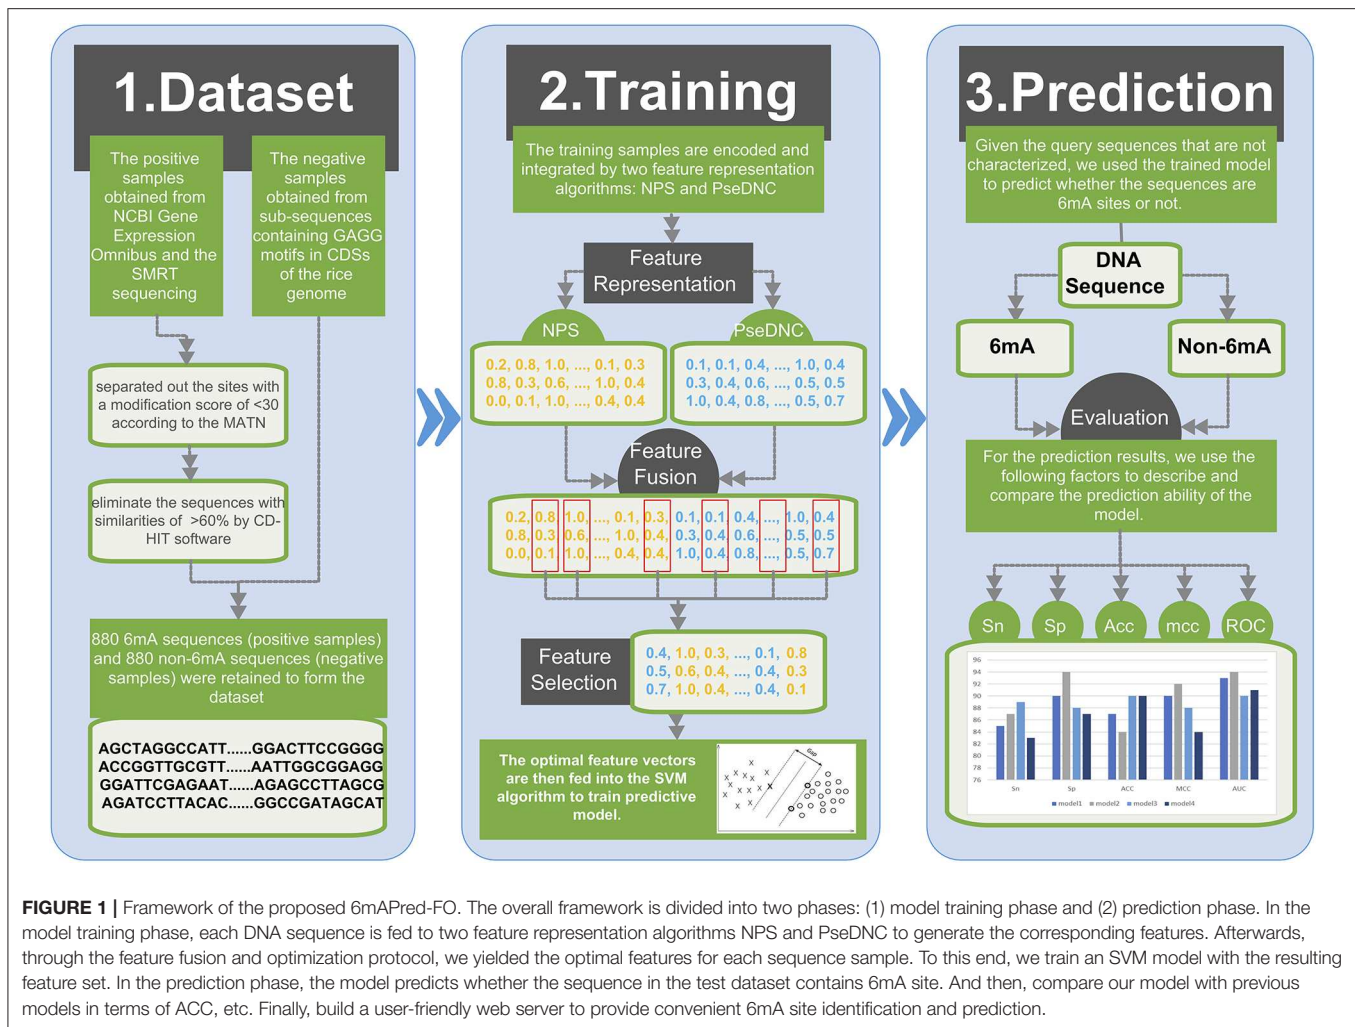 1.Dataset
The positive
samples
obtained from
NCBI Gene
Expression
Omnibus and the
SMRT
sequencing
The negative
samples
obtained from
sub-sequences
containing GAGG
motifs in CDSs
of the rice
genome
separated out the sites with
a modification score of <30
according to the MATN
eliminate the sequences with
similarities of >60% by CD-
HIT software
880 6mA sequences (positive samples)
and 880 non-6mA sequences (negative
samples) were retained to form the
dataset
AGCTAGGCCATT......GGACTTCCGGGG
ACCGGTTGCGTT......AATTGGCGGAGG
GGATTCGAGAAT......AGAGCCTTAGCG
AGATCCTTACAC......GGCCGATAGCAT
2.Training
The training samples are encoded and
integrated by two feature representation
algorithms: NPS and PseDNC
Feature
Representation
NPS
0.2, 0.8, 1.0, ..., 0.1, 0.3
0.8, 0.3, 0.6, ..., 1.0, 0.4
0.0, 0.1, 1.0, ..., 0.4, 0.4
PseDNC
0.1, 0.1, 0.4, ..., 1.0, 0.4
0.3, 0.4, 0.6, ..., 0.5, 0.5
1.0, 0.4, 0.8, ..., 0.5, 0.7
Feature
Fusion
0.2, 0.8, 1.0, ..., 0.1, 0.3, 0.1, 0.1, 0.4, ..., 1.0, 0.4
0.8, 0.3, 0.6, ..., 1.0, 0.4, 0.3, 0.4, 0.6, ..., 0.5, 0.5
0.0, 0.1, 1.0, ..., 0.4, 0.4, 1.0, 0.4, 0.8, ..., 0.5, 0.7
Feature
Selection
0.4, 1.0, 0.3, ..., 0.1, 0.8
0.5, 0.6, 0.4, ..., 0.4, 0.3
0.7, 1.0, 0.4, ..., 0.4, 0.1
The optimal feature vectors
are then fed into the SVM
algorithm to train predictive
model.
Gap
3.Prediction
Given the query sequences that are not
characterized, we used the trained model
to predict whether the sequences are
6mA sites or not.
DNA
Sequence
6mA
Non-6mA
Evaluation
For the prediction results, we use the
following factors to describe and
compare the prediction ability of the
model.
Sn
Sp
Acc
mcc
ROC
96
94
92
90
88
86
84
82
80
78
76
Sn Sp ACC MCC AUC
model1 model2 model3 model4
FIGURE 1 | Framework of the proposed 6mAPred-FO. The overall framework is divided into two phases: (1) model training phase and (2) prediction phase. In the
model training phase, each DNA sequence is fed to two feature representation algorithms NPS and PseDNC to generate the corresponding features. Afterwards,
through the feature fusion and optimization protocol, we yielded the optimal features for each sequence sample. To this end, we train an SVM model with the resulting
feature set. In the prediction phase, the model predicts whether the sequence in the test dataset contains 6mA site. And then, compare our model with previous
models in terms of ACC, etc. Finally, build a user-friendly web server to provide convenient 6mA site identification and prediction.